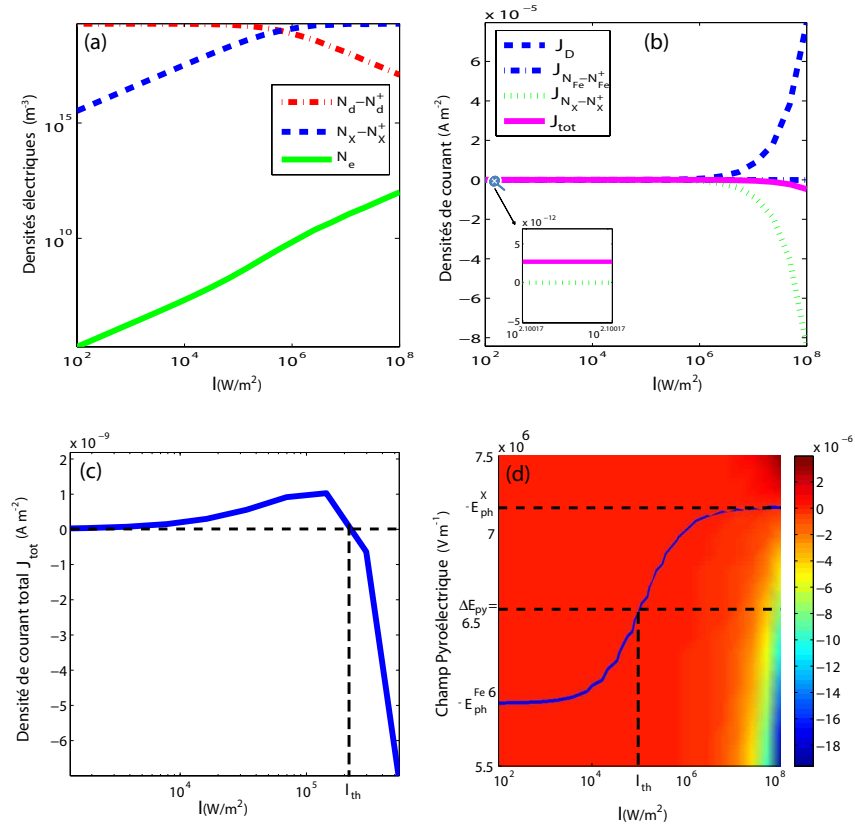 (a)
10^15
10^10
Densités électriques (m^-3)
N_d-N_d^+
N_X-N_X^+
N_e
10^2 10^4 10^6 10^8
I(W/m^2)
x 10^-5
(b)
J_D
J_{N_Fe-N_Fe^+}
J_{N_X-N_X^+}
J_tot
6
4
2
0
−2
−4
−6
−8
Densités de courant (A m^-2)
x 10^-12
5
0
−5
10^2.10017 10^2.10017
10^2 10^4 10^6 10^8
I(W/m^2)
x 10^-9
(c)
2
1
0
−1
−2
−3
−4
−5
−6
Densité de courant total J_tot (A m^-2)
10^4 10^5
I_th
I(W/m^2)
x 10^6
(d)
7.5
-E_ph^X
7
ΔE_py=
6.5
-E_ph^Fe 6
5.5
Champ Pyroélectrique (V m^-1)
10^2 10^4 I_th 10^6 10^8
I(W/m^2)
x 10^-6
2
0
−2
−4
−6
−8
−10
−12
−14
−16
−18